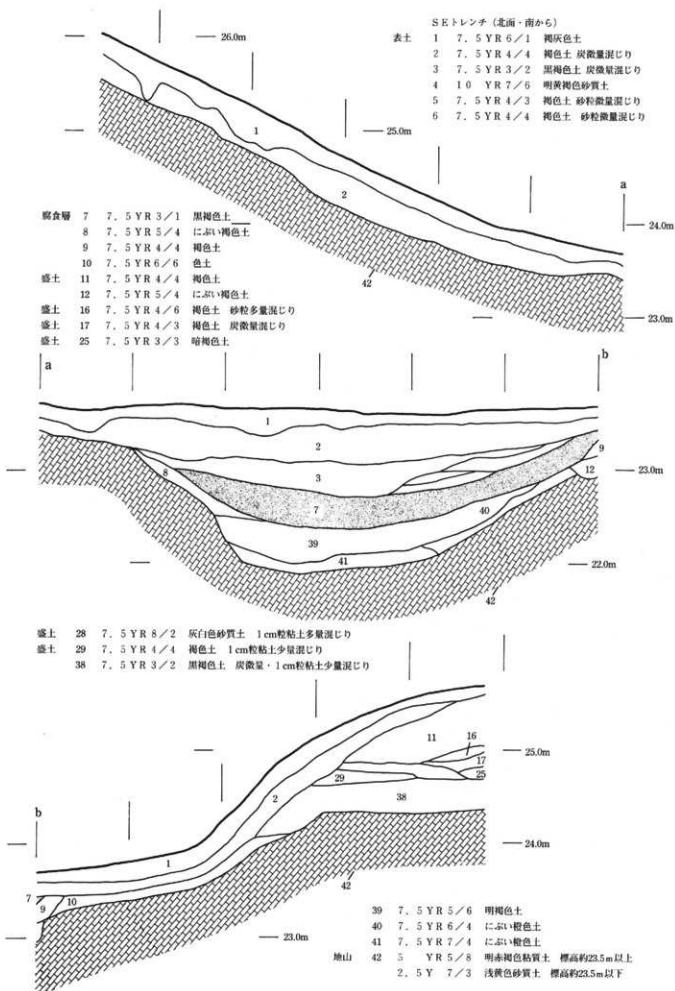 SEトレンチ（北面・南から）
表土 1 7．5YR6／1 褐灰色土
2 7．5YR4／4 褐色土 炭微量混じり
3 7．5YR3／2 黒褐色土 炭微量混じり
4 10 YR7／6 明黄褐色砂質土
5 7．5YR4／3 褐色土 砂粒微量混じり
6 7．5YR4／4 褐色土 砂粒微量混じり
26.0m
25.0m
1
2
a
24.0m
42
23.0m
腐食層 7 7．5YR3／1 黒褐色土
8 7．5YR5／4 にぶい褐色土
9 7．5YR4／4 褐色土
10 7．5YR6／6 色土
盛土 11 7．5YR4／4 褐色土
12 7．5YR5／4 にぶい褐色土
盛土 16 7．5YR4／6 褐色土 砂粒多量混じり
盛土 17 7．5YR4／3 褐色土 炭微量混じり
盛土 25 7．5YR3／3 暗褐色土
a
b
1
2
3
7
8
9
12
23.0m
39
40
41
22.0m
42
盛土 28 7．5YR8／2 灰白色砂質土 1cm粒粘土多量混じり
盛土 29 7．5YR4／4 褐色土 1cm粒粘土少量混じり
38 7．5YR3／2 黒褐色土 炭微量・1cm粒粘土少量混じり
11
16
17
25
25.0m
29
2
38
b
24.0m
1
42
7
9
10
23.0m
39 7．5YR5／6 明褐色土
40 7．5YR6／4 にぶい橙色土
41 7．5YR7／4 にぶい橙色土
地山 42 5 YR5／8 明赤褐色粘質土 標高約23.5m以上
2．5Y 7／3 浅黄色砂質土 標高約23.5m以下